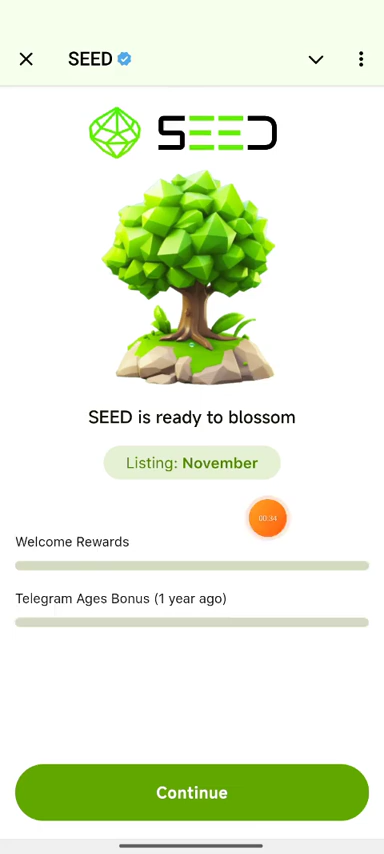 SEED
SEED
SEED is ready to blossom
Listing: November
00:34
Welcome Rewards
Telegram Ages Bonus (1 year ago)
Continue